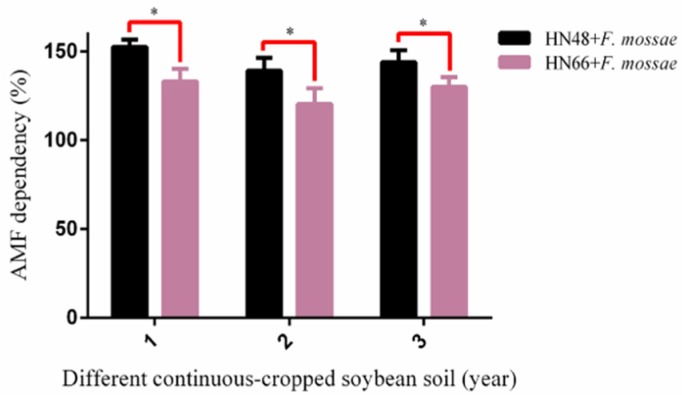 *
*
*
HN48+F. mossae
HN66+F. mossae
150
100
50
0
AMF dependency (%)
1
2
3
Different continuous-cropped soybean soil (year)